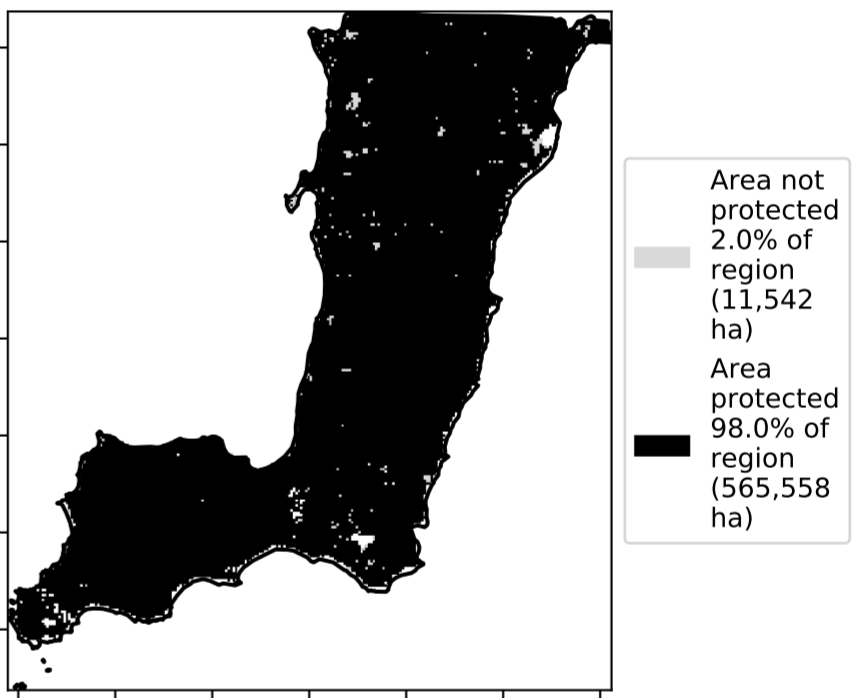 Area not
protected
2.0% of
region
(11,542
ha)
Area
protected
98.0% of
region
(565,558
ha)